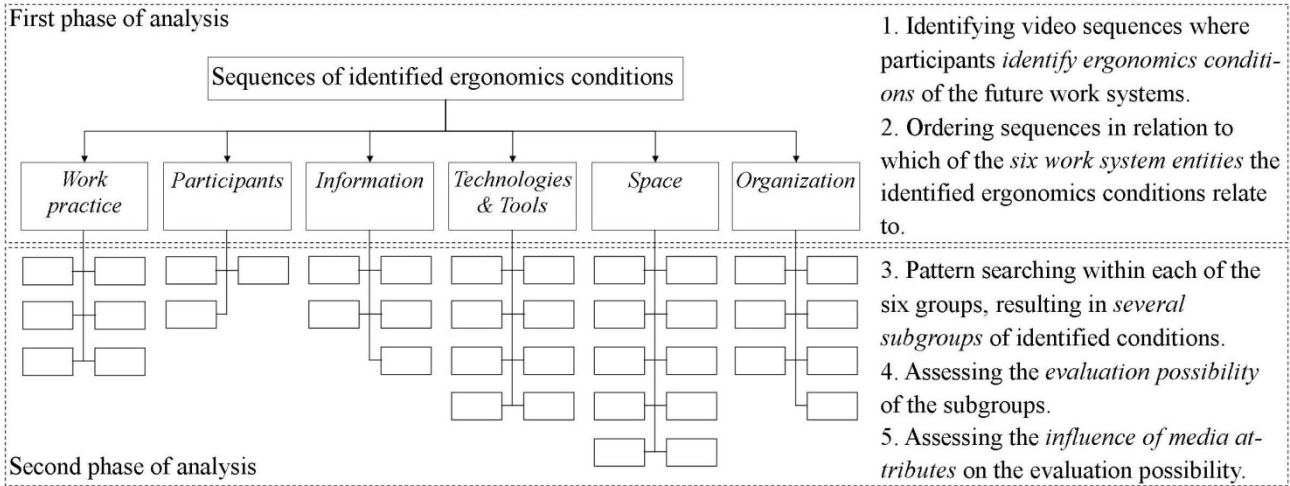 First phase of analysis
Sequences of identified ergonomics conditions
Work
practice
Participants
Information
Technologies
& Tools
Space
Organization
1. Identifying video sequences where
participants identify ergonomics conditi-
ons of the future work systems.
2. Ordering sequences in relation to
which of the six work system entities the
identified ergonomics conditions relate
to.
3. Pattern searching within each of the
six groups, resulting in several
subgroups of identified conditions.
4. Assessing the evaluation possibility
of the subgroups.
5. Assessing the influence of media at-
tributes on the evaluation possibility.
Second phase of analysis